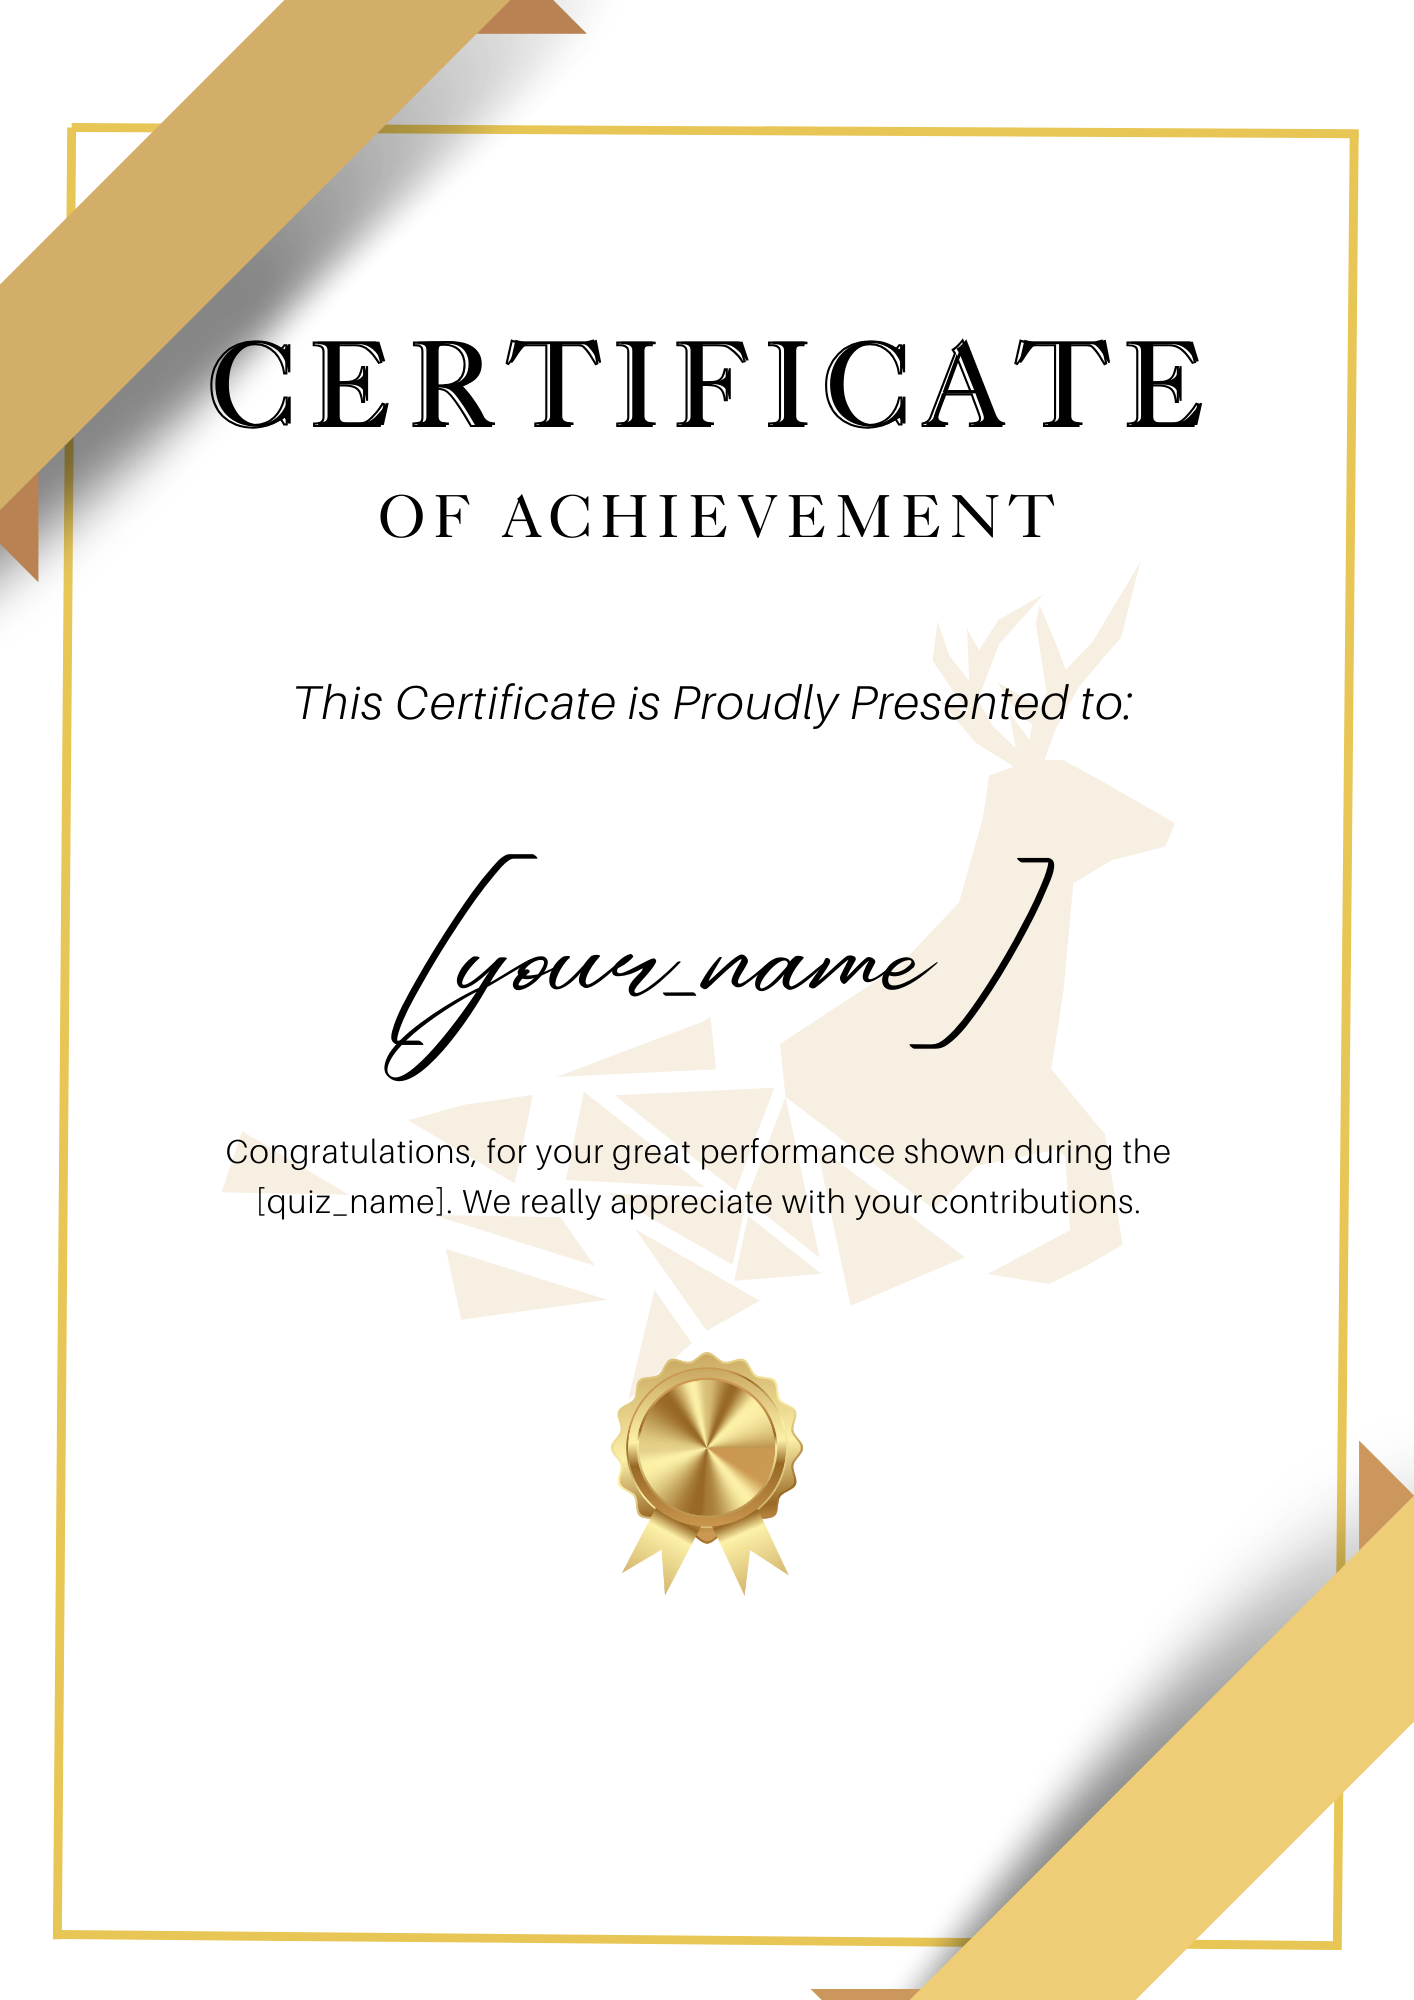 CERTIFICATE
OF ACHIEVEMENT
This Certificate is Proudly Presented to:
[your_name]
Congratulations, for your great performance shown during the
[quiz_name]. We really appreciate with your contributions.